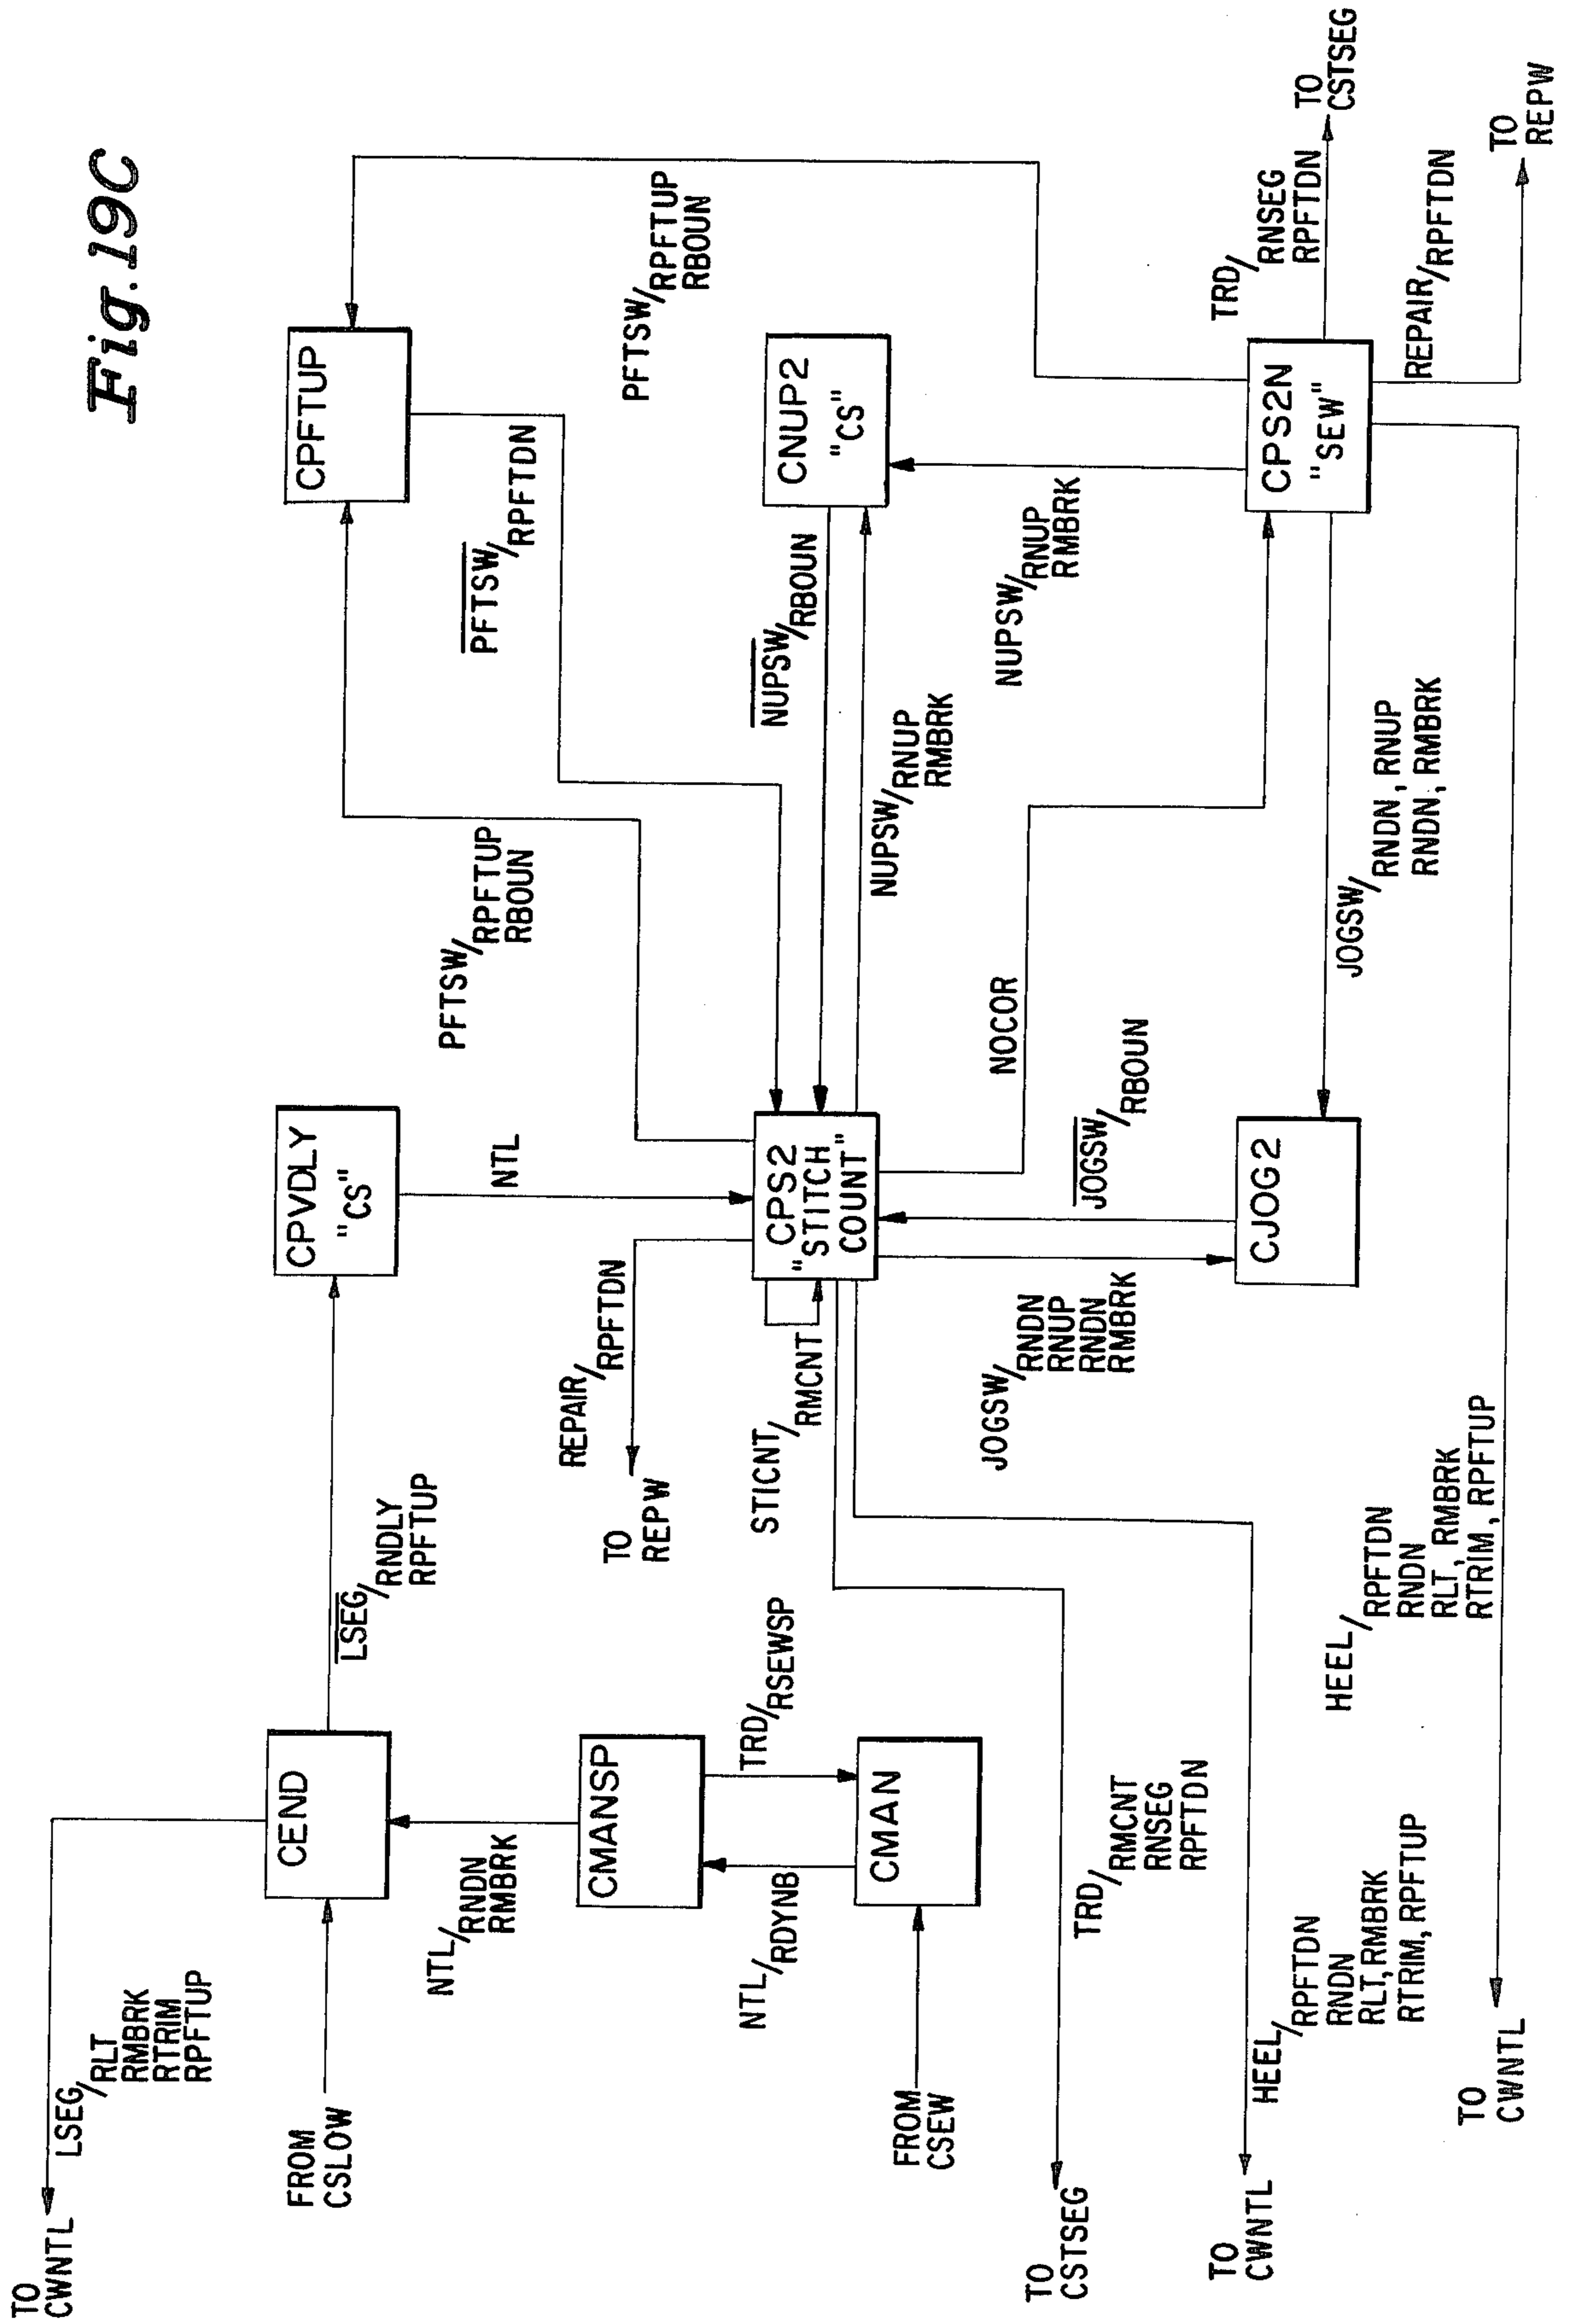 Fig. 19C
TO
CWNTL
LSEG/RLT
RMBRK
RTRIM
RPFTUP
FROM
CSLOW
CEND
LSEG/RNDLY
RPFTUP
CPVDLY
"CS"
NTL
CPFTUP
PFTSW/RPFTUP
RBOUN
PFTSW/RPFTDN
PFTSW/RPFTUP
RBOUN
NTL/RNDN
RMBRK
CMANSP
TRD/RSEWSP
NTL/RDYNB
CMAN
FROM
CSEW
REPAIR/RPFTDN
TO
REPW
STICNT/RMCNT
CPS2
"STITCH
COUNT"
NUPSW/RBOUN
NUPSW/RNUP
RMBRK
CNUP2
"CS"
NUPSW/RNUP
RMBRK
TRD/RMCNT
RNSEG
RPFTDN
TO
CSTSEG
HEEL/RPFTDN
RNDN
RLT, RMBRK
RTRIM, RPFTUP
TO
CWNTL
JOGSW/RNDN
RNUP
RNDN
RMBRK
JOGSW/RBOUN
CJOG2
NOCOR
JOGSW/RNDN, RNUP
RNDN, RMBRK
CPS2N
"SEW"
TRD/RNSEG
RPFTDN
TO
CSTSEG
REPAIR/RPFTDN
TO
REPW
HEEL/RPFTDN
RNDN
RLT, RMBRK
RTRIM, RPFTUP
TO
CWNTL